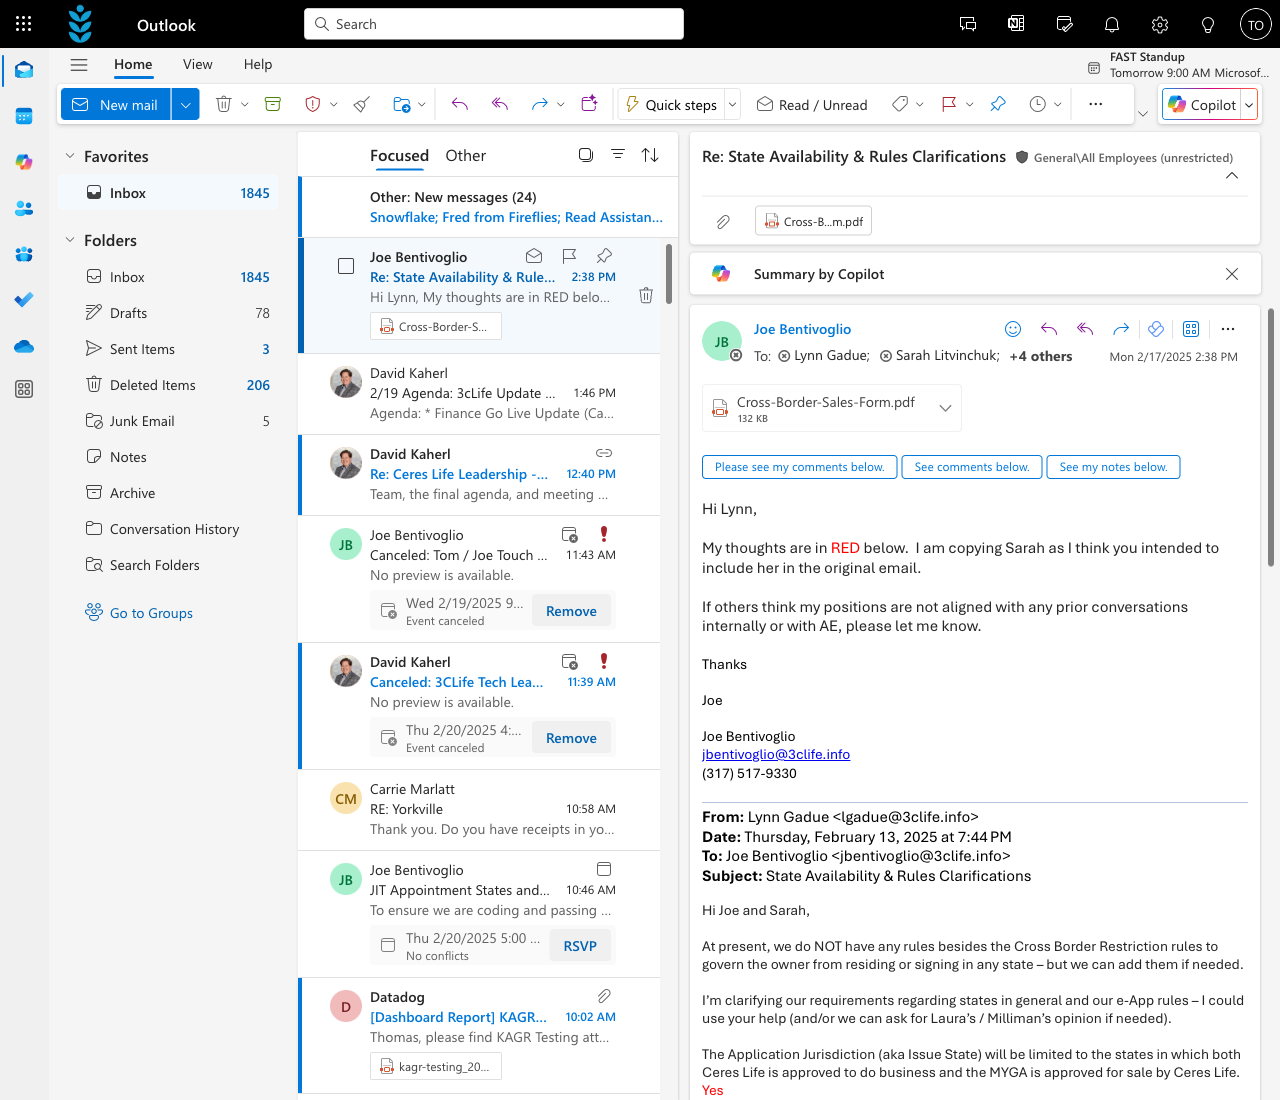 Outlook
Search
TO
Home
View
Help
FAST Standup
Tomorrow 9:00 AM Microsof...
New mail
Quick steps
Read / Unread
Copilot
Favorites
Inbox
1845
Folders
Inbox
1845
Drafts
78
Sent Items
3
Deleted Items
206
Junk Email
5
Notes
Archive
Conversation History
Search Folders
Go to Groups
Focused
Other
Other: New messages (24)
Snowflake; Fred from Fireflies; Read Assistan...
Joe Bentivoglio
Re: State Availability & Rule...
2:38 PM
Hi Lynn, My thoughts are in RED belo...
Cross-Border-S...
David Kaherl
2/19 Agenda: 3cLife Update ...
1:46 PM
Agenda: * Finance Go Live Update (Ca...
David Kaherl
Re: Ceres Life Leadership -...
12:40 PM
Team, the final agenda, and meeting ...
JB
Joe Bentivoglio
Canceled: Tom / Joe Touch ...
11:43 AM
No preview is available.
Wed 2/19/2025 9...
Event canceled
Remove
David Kaherl
Canceled: 3CLife Tech Lea...
11:39 AM
No preview is available.
Thu 2/20/2025 4:...
Event canceled
Remove
CM
Carrie Marlatt
RE: Yorkville
10:58 AM
Thank you. Do you have receipts in yo...
JB
Joe Bentivoglio
JIT Appointment States and...
10:46 AM
To ensure we are coding and passing ...
Thu 2/20/2025 5:00 ...
No conflicts
RSVP
D
Datadog
[Dashboard Report] KAGR...
10:02 AM
Thomas, please find KAGR Testing att...
kagr-testing_20...
Re: State Availability & Rules Clarifications
General\All Employees (unrestricted)
Cross-B...m.pdf
Summary by Copilot
JB
Joe Bentivoglio
To: Lynn Gadue; Sarah Litvinchuk; +4 others
Mon 2/17/2025 2:38 PM
Cross-Border-Sales-Form.pdf
132 KB
Please see my comments below.
See comments below.
See my notes below.
Hi Lynn,
My thoughts are in RED below.  I am copying Sarah as I think you intended to
include her in the original email.
If others think my positions are not aligned with any prior conversations
internally or with AE, please let me know.
Thanks
Joe
Joe Bentivoglio
jbentivoglio@3clife.info
(317) 517-9330
From: Lynn Gadue <lgadue@3clife.info>
Date: Thursday, February 13, 2025 at 7:44 PM
To: Joe Bentivoglio <jbentivoglio@3clife.info>
Subject: State Availability & Rules Clarifications
Hi Joe and Sarah,
At present, we do NOT have any rules besides the Cross Border Restriction rules to
govern the owner from residing or signing in any state – but we can add them if needed.
I'm clarifying our requirements regarding states in general and our e-App rules – I could
use your help (and/or we can ask for Laura's / Milliman's opinion if needed).
The Application Jurisdiction (aka Issue State) will be limited to the states in which both
Ceres Life is approved to do business and the MYGA is approved for sale by Ceres Life.
Yes